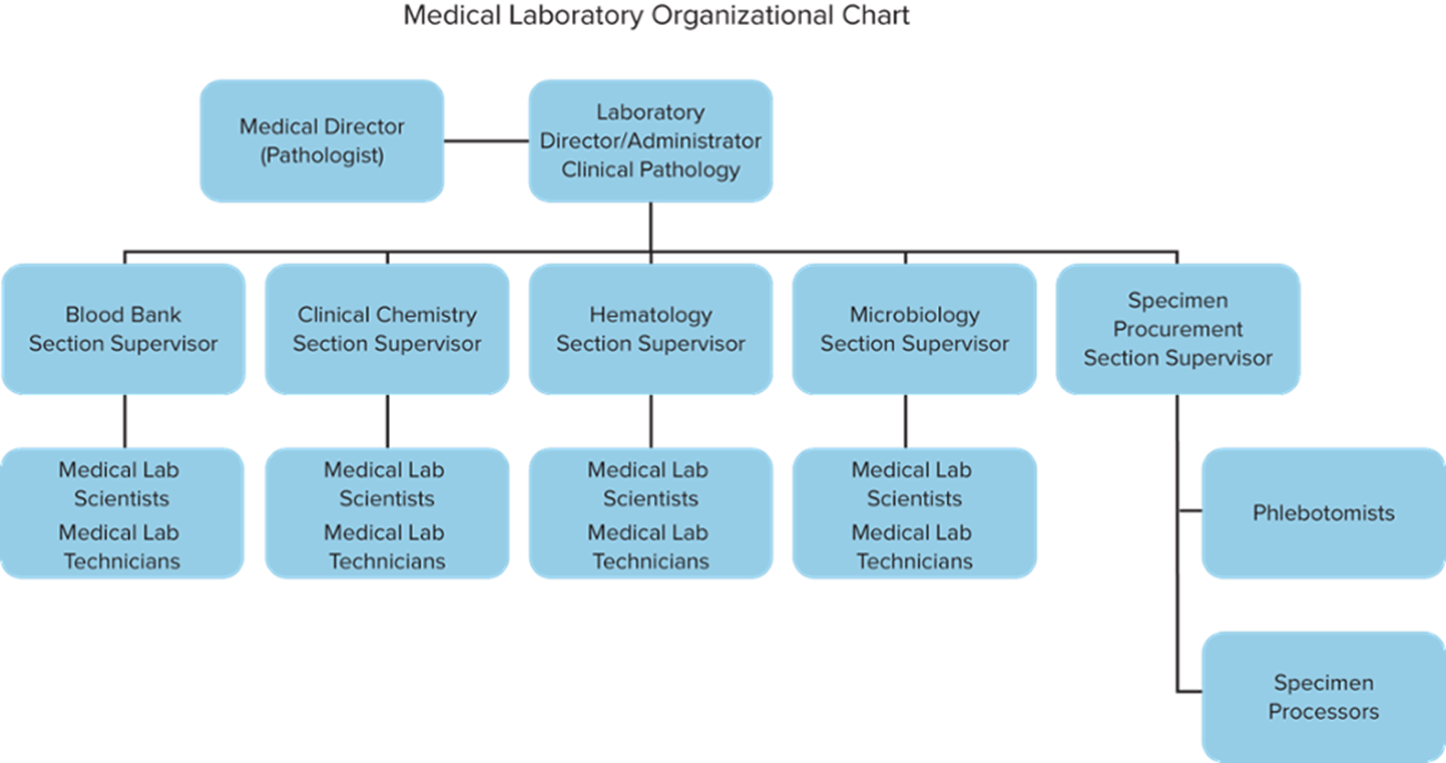 Medical Laboratory Organizational Chart
Medical Director
(Pathologist)
Laboratory
Director/Administrator
Clinical Pathology
Blood Bank
Section Supervisor
Clinical Chemistry
Section Supervisor
Hematology
Section Supervisor
Microbiology
Section Supervisor
Specimen
Procurement
Section Supervisor
Medical Lab
Scientists
Medical Lab
Technicians
Medical Lab
Scientists
Medical Lab
Technicians
Medical Lab
Scientists
Medical Lab
Technicians
Medical Lab
Scientists
Medical Lab
Technicians
Phlebotomists
Specimen
Processors